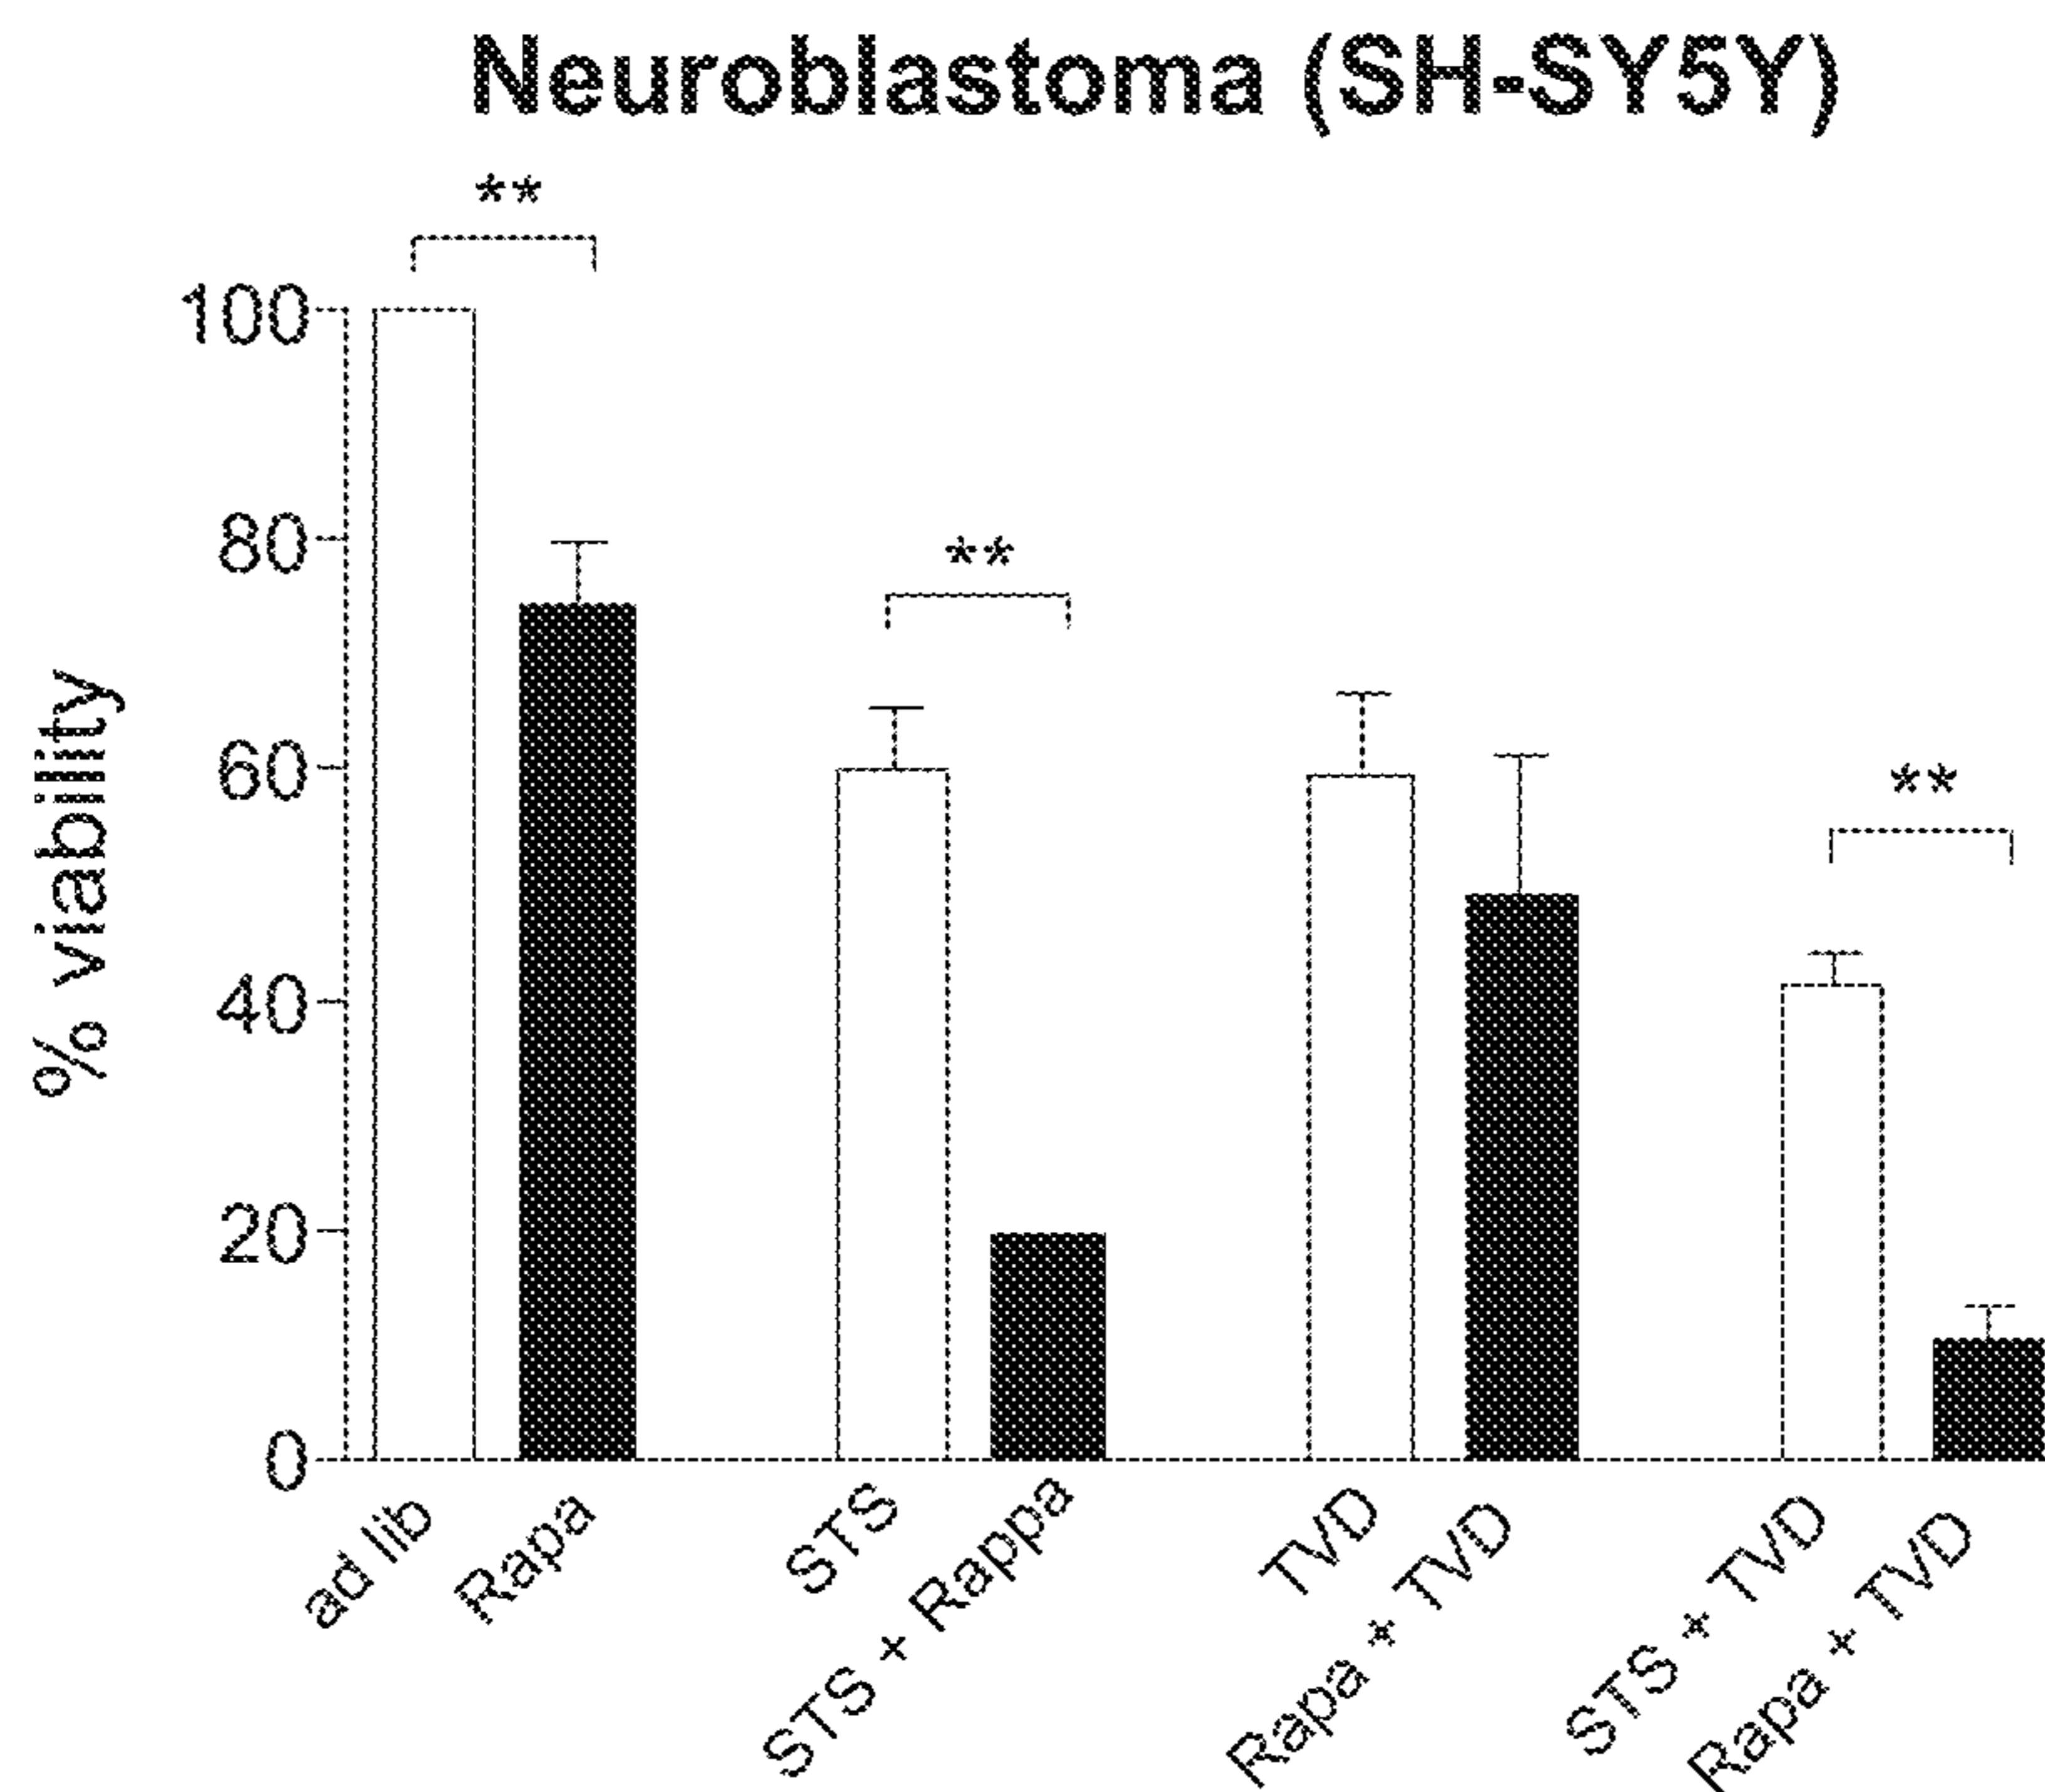 Neuroblastoma (SH-SY5Y)
**
100
80
60
40
20
0
% viability
**
**
ad lib
Rapa
STS
STS + Rappa
TVD
Rapa + TVD
STS + TVD
Rapa + TVD